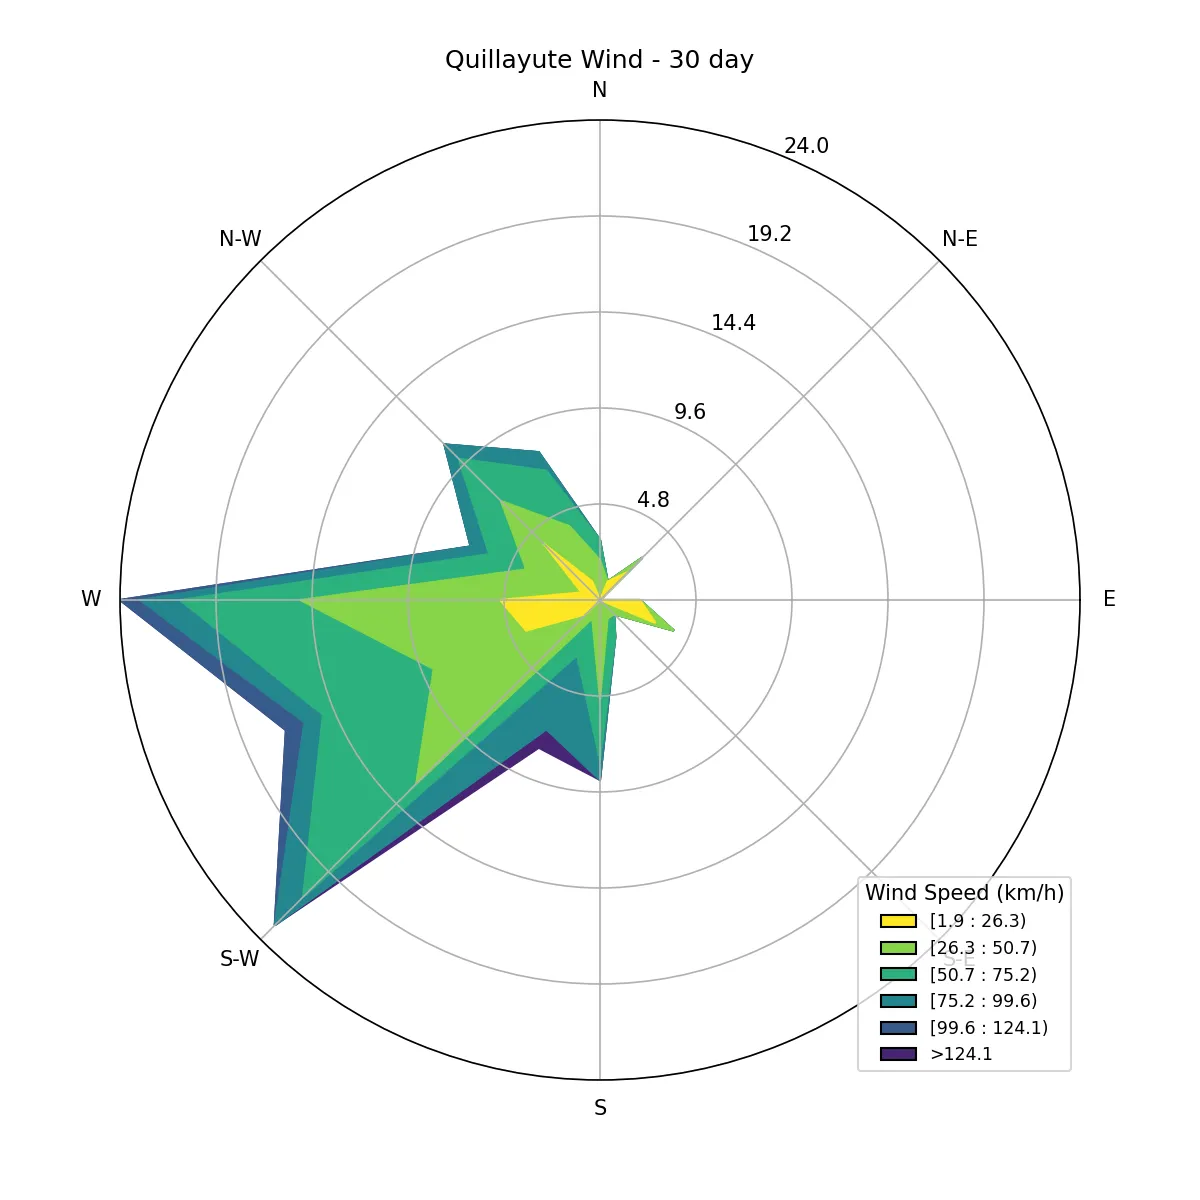 Quillayute Wind - 30 day
N
24.0
19.2
N-W
N-E
14.4
9.6
4.8
W
E
Wind Speed (km/h)
[1.9 : 26.3)
[26.3 : 50.7)
S-W
S-E
[50.7 : 75.2)
[75.2 : 99.6)
[99.6 : 124.1)
>124.1
S